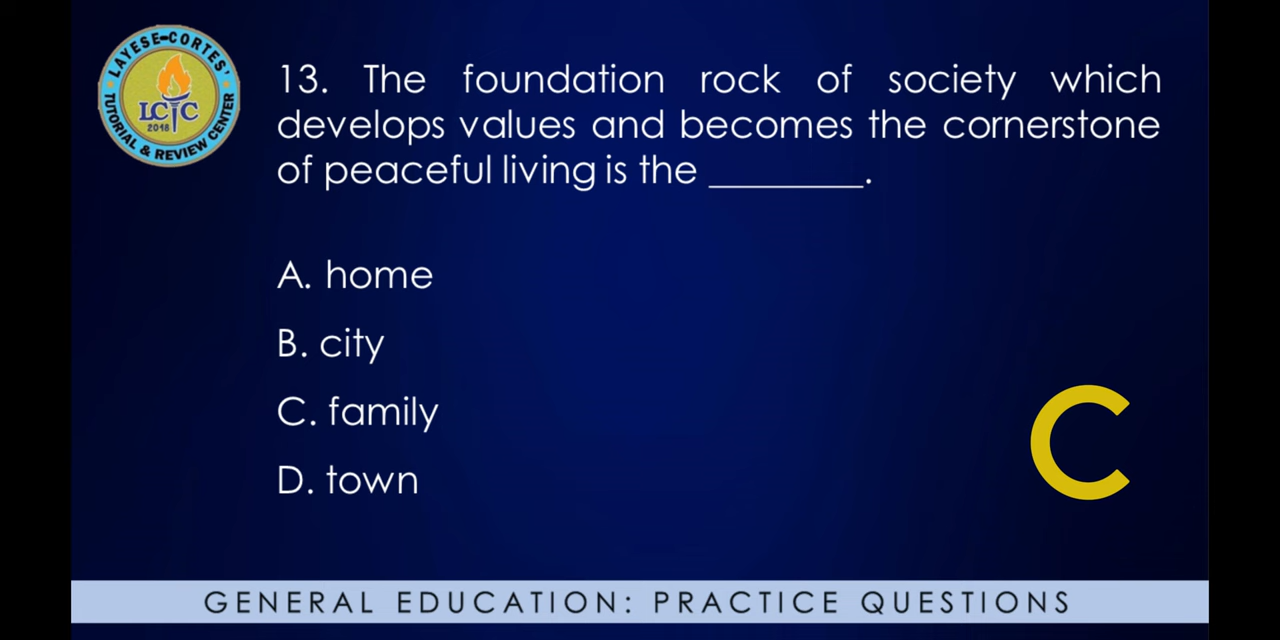 LAYESE-CORTES'
LCTC
2018
TUTORIAL & REVIEW CENTER
13. The foundation rock of society which
develops values and becomes the cornerstone
of peaceful living is the ________.
A. home
B. city
C. family
D. town
C
GENERAL EDUCATION: PRACTICE QUESTIONS